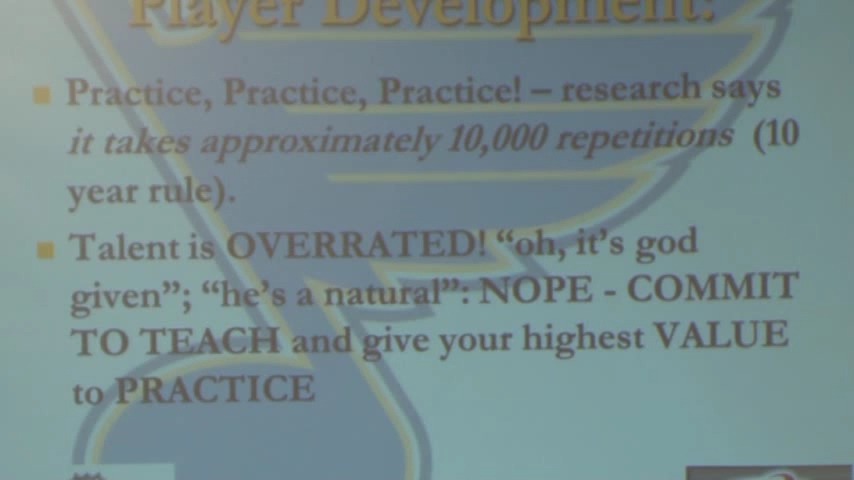 Player Development:
Practice, Practice, Practice! – research says
it takes approximately 10,000 repetitions (10
year rule).
Talent is OVERRATED! “oh, it’s god
given”; “he’s a natural”: NOPE - COMMIT
TO TEACH and give your highest VALUE
to PRACTICE